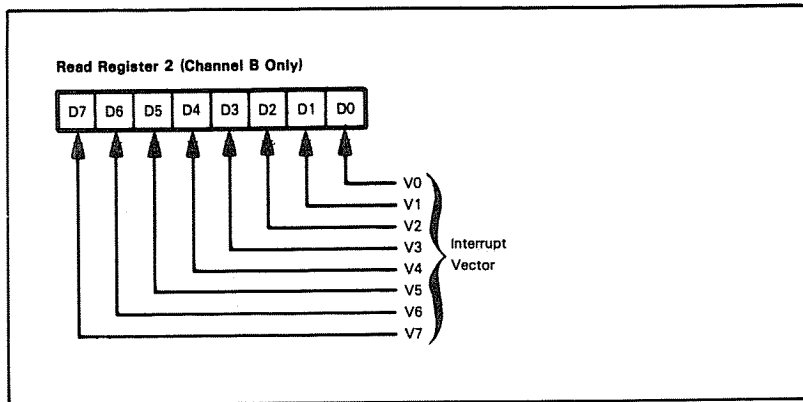 Read Register 2 (Channel B Only)
D7 D6 D5 D4 D3 D2 D1 D0
V0
V1
V2
V3
V4
V5
V6
V7
Interrupt
Vector